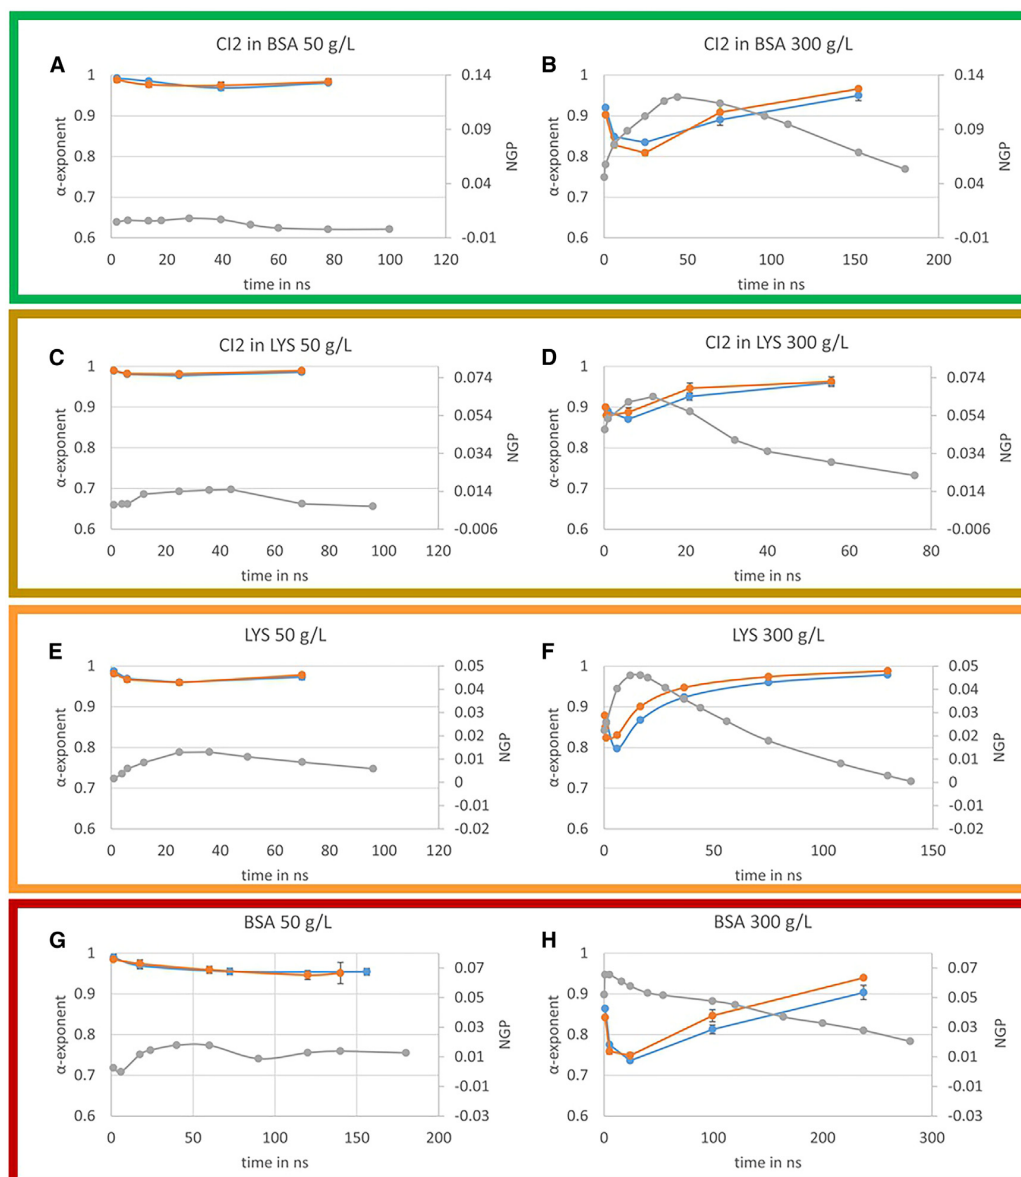 CI2 in BSA 50 g/L
CI2 in BSA 300 g/L
A
B
1
0.9
0.8
0.7
0.6
α-exponent
0.14
0.09
0.04
-0.01
NGP
0 20 40 60 80 100 120
time in ns
1
0.9
0.8
0.7
0.6
α-exponent
0.14
0.09
0.04
-0.01
NGP
0 50 100 150 200
time in ns
CI2 in LYS 50 g/L
CI2 in LYS 300 g/L
C
D
1
0.9
0.8
0.7
0.6
α-exponent
0.074
0.054
0.034
0.014
-0.006
NGP
0 20 40 60 80 100 120
time in ns
1
0.9
0.8
0.7
0.6
α-exponent
0.074
0.054
0.034
0.014
-0.006
NGP
0 20 40 60 80
time in ns
LYS 50 g/L
LYS 300 g/L
E
F
1
0.9
0.8
0.7
0.6
α-exponent
0.05
0.04
0.03
0.02
0.01
0
-0.01
-0.02
NGP
0 20 40 60 80 100 120
time in ns
1
0.9
0.8
0.7
0.6
α-exponent
0.05
0.04
0.03
0.02
0.01
0
-0.01
-0.02
NGP
0 50 100 150
time in ns
BSA 50 g/L
BSA 300 g/L
G
H
1
0.9
0.8
0.7
0.6
α-exponent
0.07
0.05
0.03
0.01
-0.01
-0.03
NGP
0 50 100 150 200
time in ns
1
0.9
0.8
0.7
0.6
α-exponent
0.07
0.05
0.03
0.01
-0.01
-0.03
NGP
0 100 200 300
time in ns